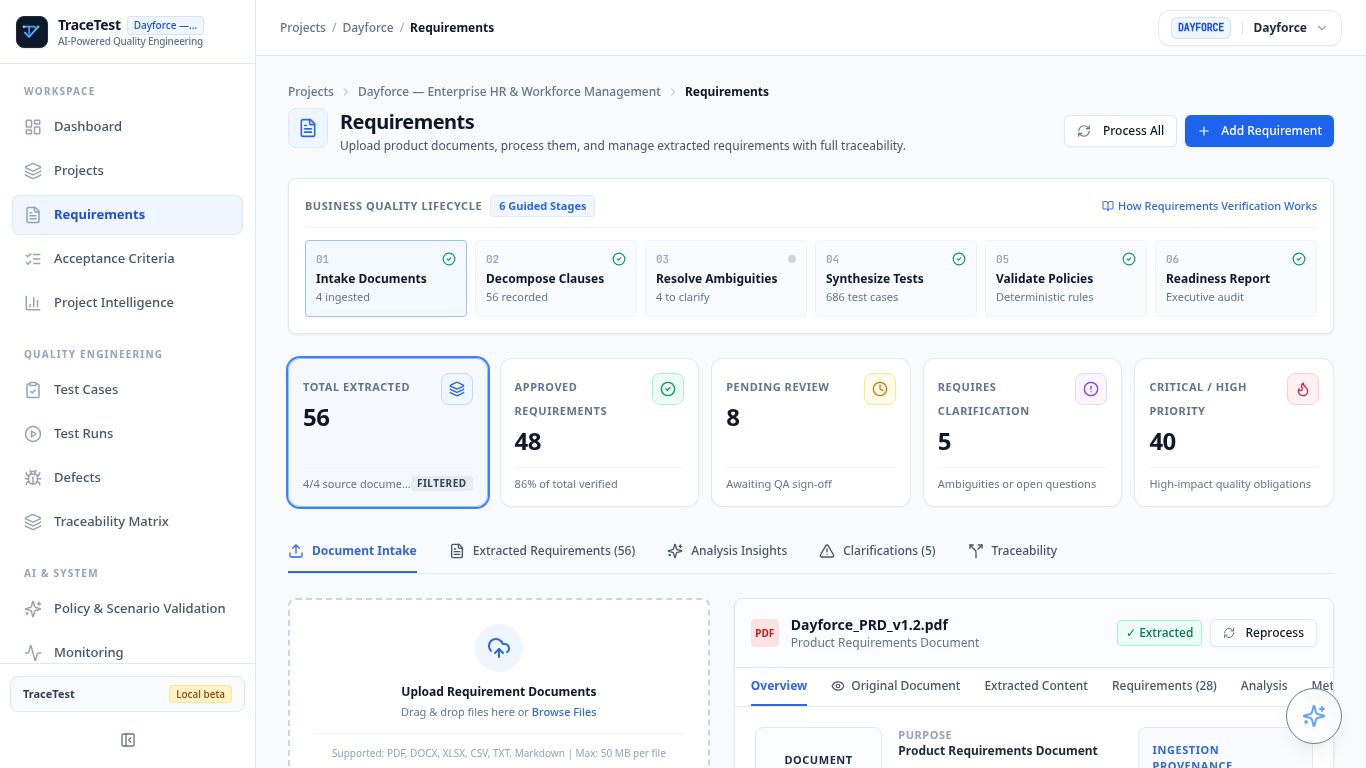 TraceTest
Dayforce —...
AI-Powered Quality Engineering
WORKSPACE
Dashboard
Projects
Requirements
Acceptance Criteria
Project Intelligence
QUALITY ENGINEERING
Test Cases
Test Runs
Defects
Traceability Matrix
AI & SYSTEM
Policy & Scenario Validation
Monitoring
TraceTest
Local beta
Projects / Dayforce / Requirements
DAYFORCE
Dayforce
Projects > Dayforce — Enterprise HR & Workforce Management > Requirements
Requirements
Upload product documents, process them, and manage extracted requirements with full traceability.
Process All
Add Requirement
BUSINESS QUALITY LIFECYCLE
6 Guided Stages
How Requirements Verification Works
01
Intake Documents
4 ingested
02
Decompose Clauses
56 recorded
03
Resolve Ambiguities
4 to clarify
04
Synthesize Tests
686 test cases
05
Validate Policies
Deterministic rules
06
Readiness Report
Executive audit
TOTAL EXTRACTED
56
4/4 source docume...
FILTERED
APPROVED
REQUIREMENTS
48
86% of total verified
PENDING REVIEW
8
Awaiting QA sign-off
REQUIRES
CLARIFICATION
5
Ambiguities or open questions
CRITICAL / HIGH
PRIORITY
40
High-impact quality obligations
Document Intake
Extracted Requirements (56)
Analysis Insights
Clarifications (5)
Traceability
Upload Requirement Documents
Drag & drop files here or Browse Files
Supported: PDF, DOCX, XLSX, CSV, TXT, Markdown | Max: 50 MB per file
PDF
Dayforce_PRD_v1.2.pdf
Product Requirements Document
✓ Extracted
Reprocess
Overview
Original Document
Extracted Content
Requirements (28)
Analysis
Met
DOCUMENT
PURPOSE
Product Requirements Document
INGESTION
PROVENANCE